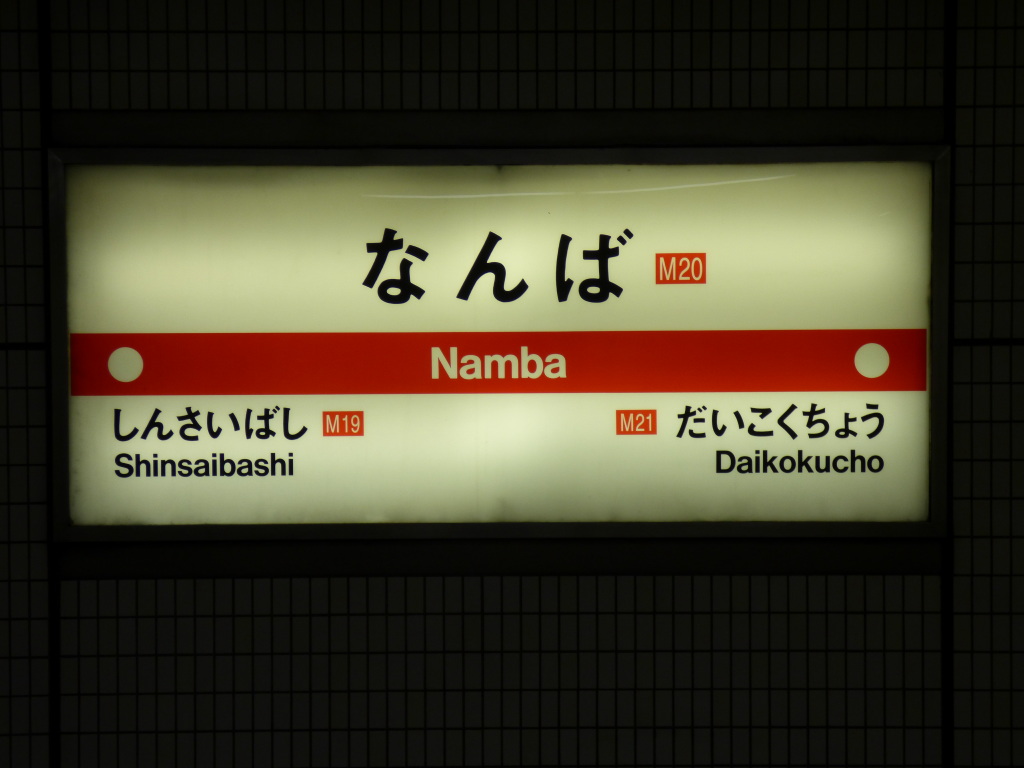 なんば M20
Namba
しんさいばし M19
Shinsaibashi
M21 だいこくちょう
Daikokucho